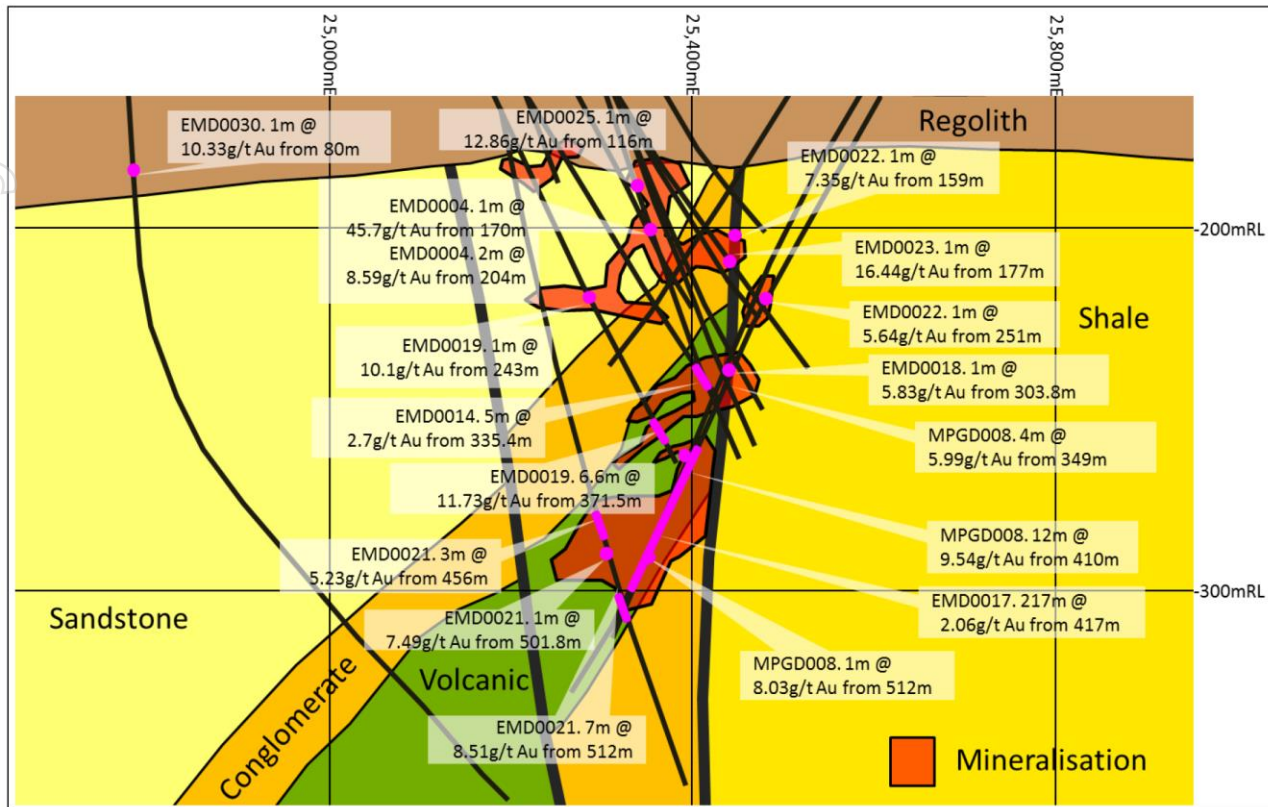 25,000mE
25,400mE
25,800mE
EMD0030. 1m @
10.33g/t Au from 80m
EMD0025. 1m @
12.86g/t Au from 116m
Regolith
EMD0022. 1m @
7.35g/t Au from 159m
EMD0004. 1m @
45.7g/t Au from 170m
EMD0004. 2m @
8.59g/t Au from 204m
-200mRL
EMD0023. 1m @
16.44g/t Au from 177m
EMD0022. 1m @
5.64g/t Au from 251m
Shale
EMD0019. 1m @
10.1g/t Au from 243m
EMD0018. 1m @
5.83g/t Au from 303.8m
EMD0014. 5m @
2.7g/t Au from 335.4m
MPGD008. 4m @
5.99g/t Au from 349m
EMD0019. 6.6m @
11.73g/t Au from 371.5m
MPGD008. 12m @
9.54g/t Au from 410m
EMD0021. 3m @
5.23g/t Au from 456m
EMD0017. 217m @
2.06g/t Au from 417m
-300mRL
Sandstone
EMD0021. 1m @
7.49g/t Au from 501.8m
MPGD008. 1m @
8.03g/t Au from 512m
Volcanic
Conglomerate
EMD0021. 7m @
8.51g/t Au from 512m
Mineralisation